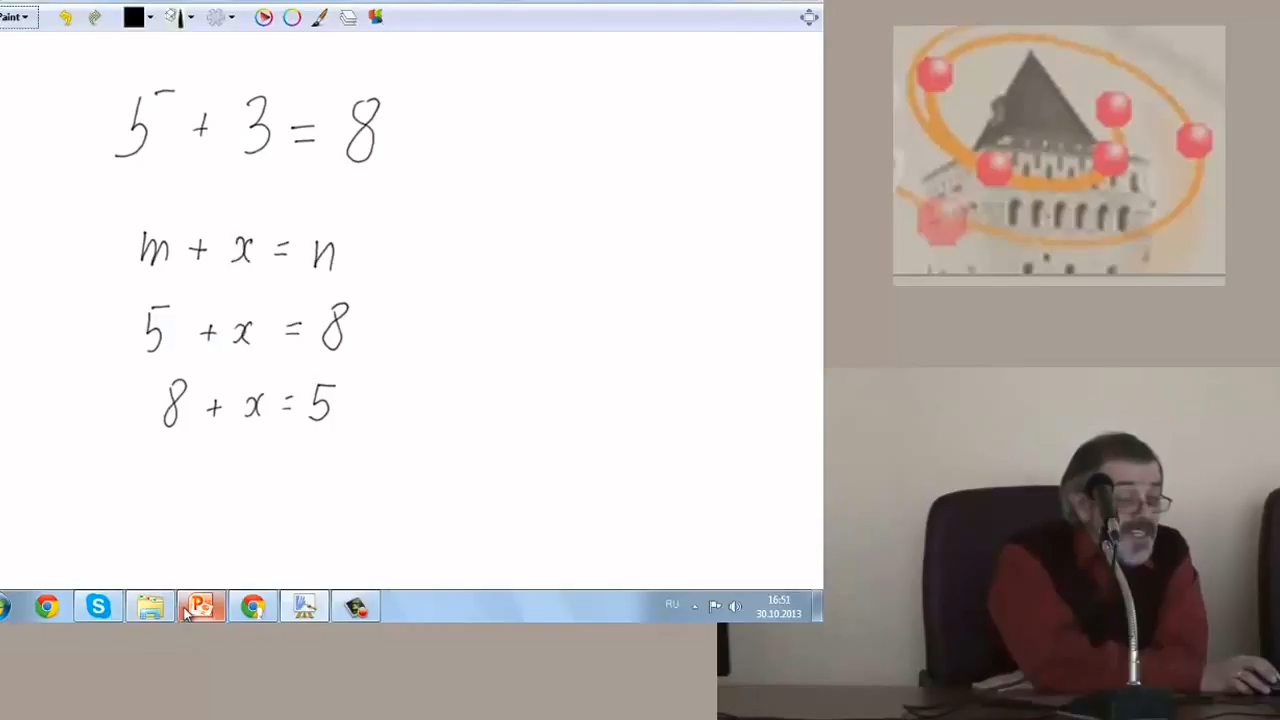 Paint
5 + 3 = 8
m + x = n
5 + x = 8
8 + x = 5
RU
16:51
30.10.2013